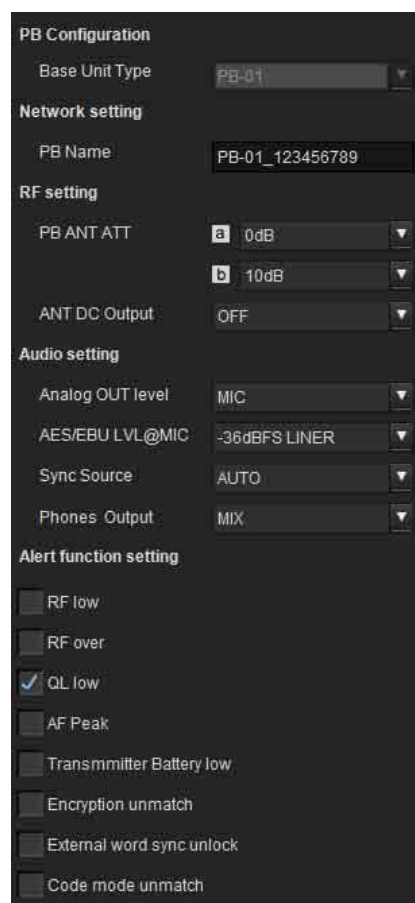 PB Configuration
Base Unit Type PB-01
Network setting
PB Name PB-01_123456789
RF setting
PB ANT ATT a 0dB
b 10dB
ANT DC Output OFF
Audio setting
Analog OUT level MIC
AES/EBU LVL@MIC -36dBFS LINER
Sync Source AUTO
Phones Output MIX
Alert function setting
RF low
RF over
QL low
AF Peak
Transmmitter Battery low
Encryption unmatch
External word sync unlock
Code mode unmatch